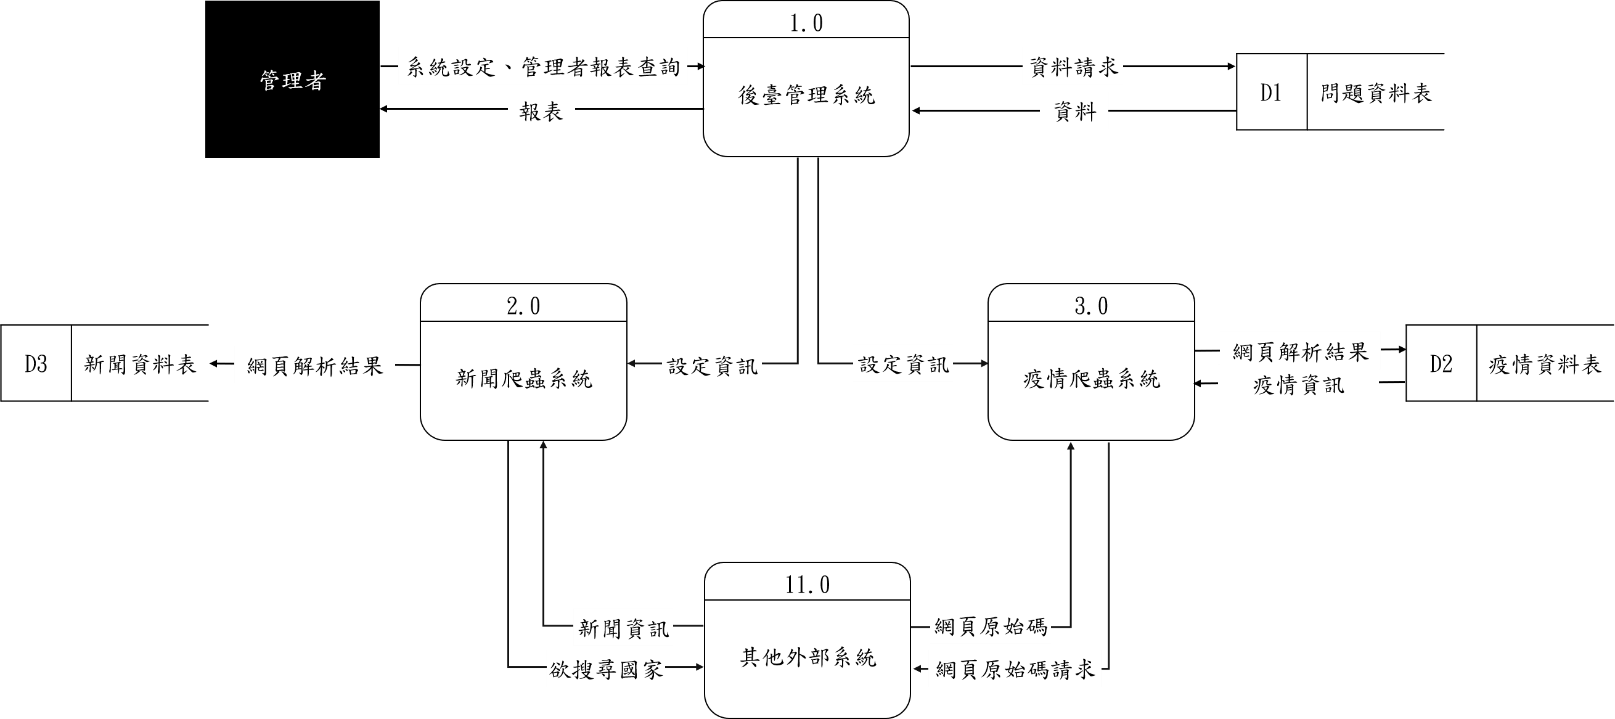 1.0
管理者
系統設定、管理者報表查詢
報表
後臺管理系統
資料請求
資料
D1
問題資料表
2.0
3.0
D3
新聞資料表
網頁解析結果
新聞爬蟲系統
設定資訊
設定資訊
疫情爬蟲系統
網頁解析結果
疫情資訊
D2
疫情資料表
11.0
新聞資訊
欲搜尋國家
其他外部系統
網頁原始碼
網頁原始碼請求